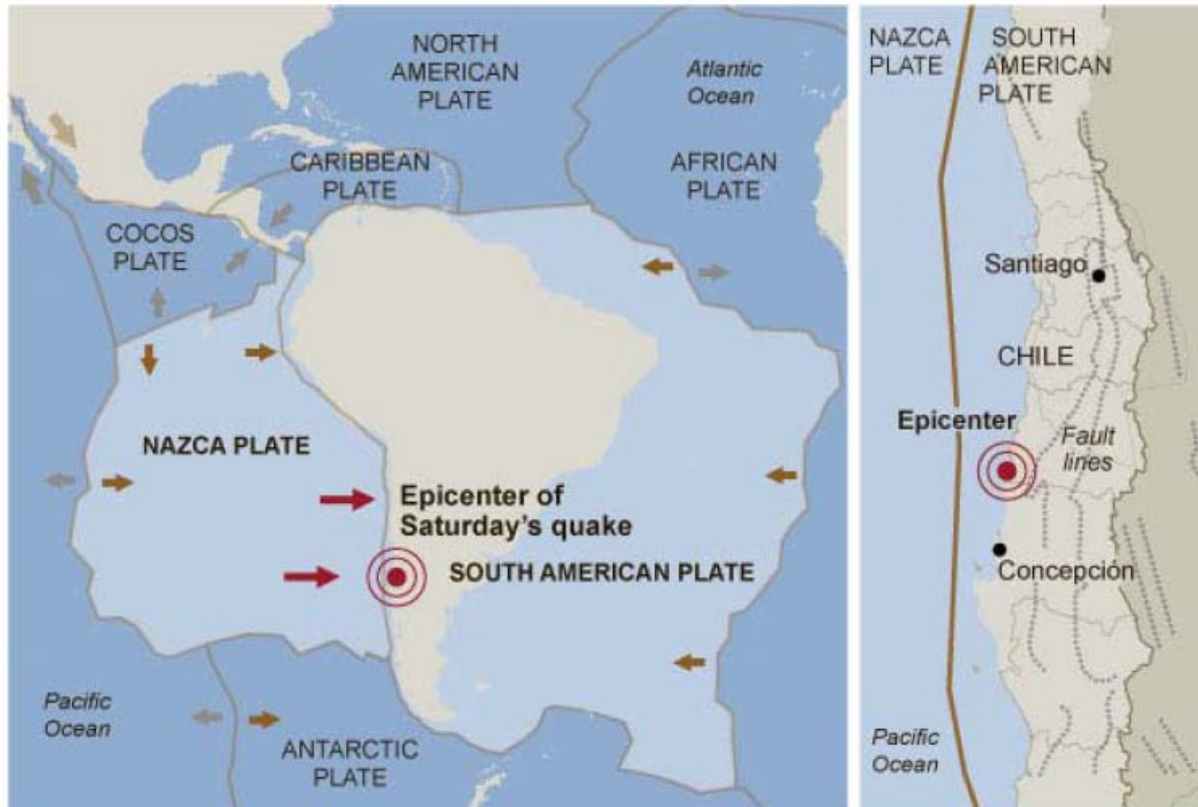 NORTH
AMERICAN
PLATE
Atlantic
Ocean
CARIBBEAN
PLATE
AFRICAN
PLATE
COCOS
PLATE
NAZCA PLATE
Epicenter of
Saturday’s quake
SOUTH AMERICAN PLATE
Pacific
Ocean
ANTARCTIC
PLATE
NAZCA
PLATE
SOUTH
AMERICAN
PLATE
Santiago
CHILE
Epicenter
Fault
lines
Concepción
Pacific
Ocean